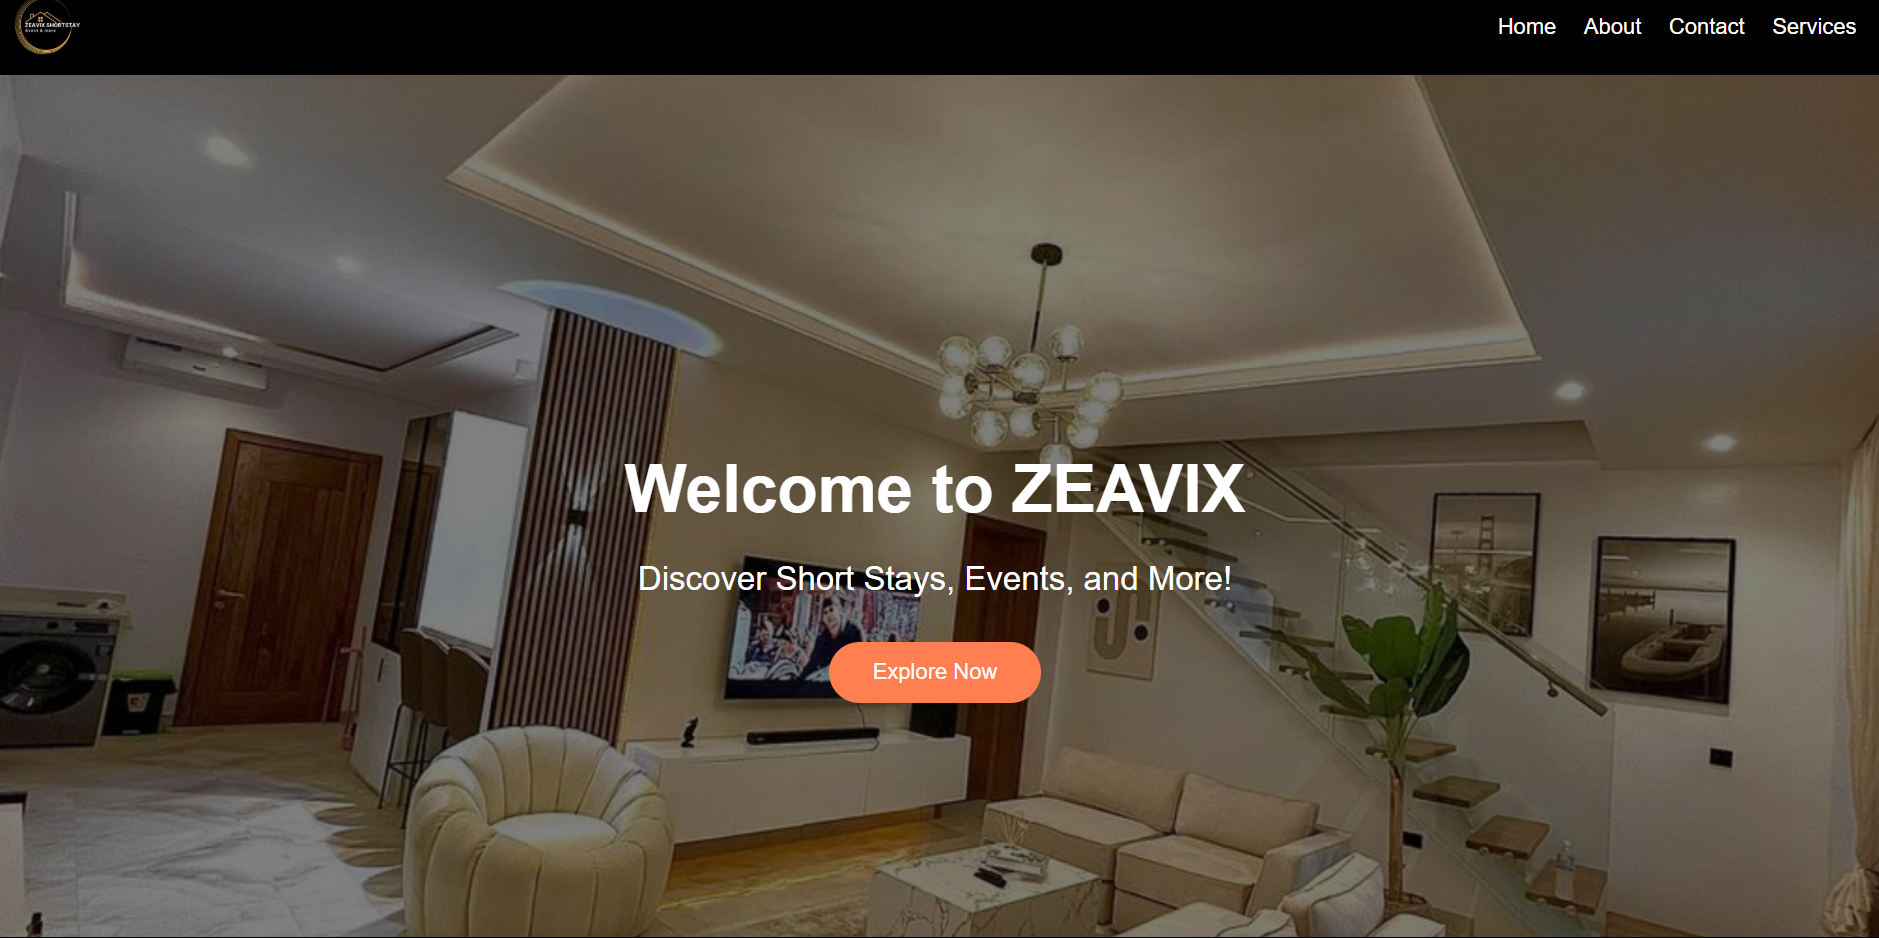 ZEAVIX SHORTSTAY
Event & more
Home About Contact Services
Welcome to ZEAVIX
Discover Short Stays, Events, and More!
Explore Now